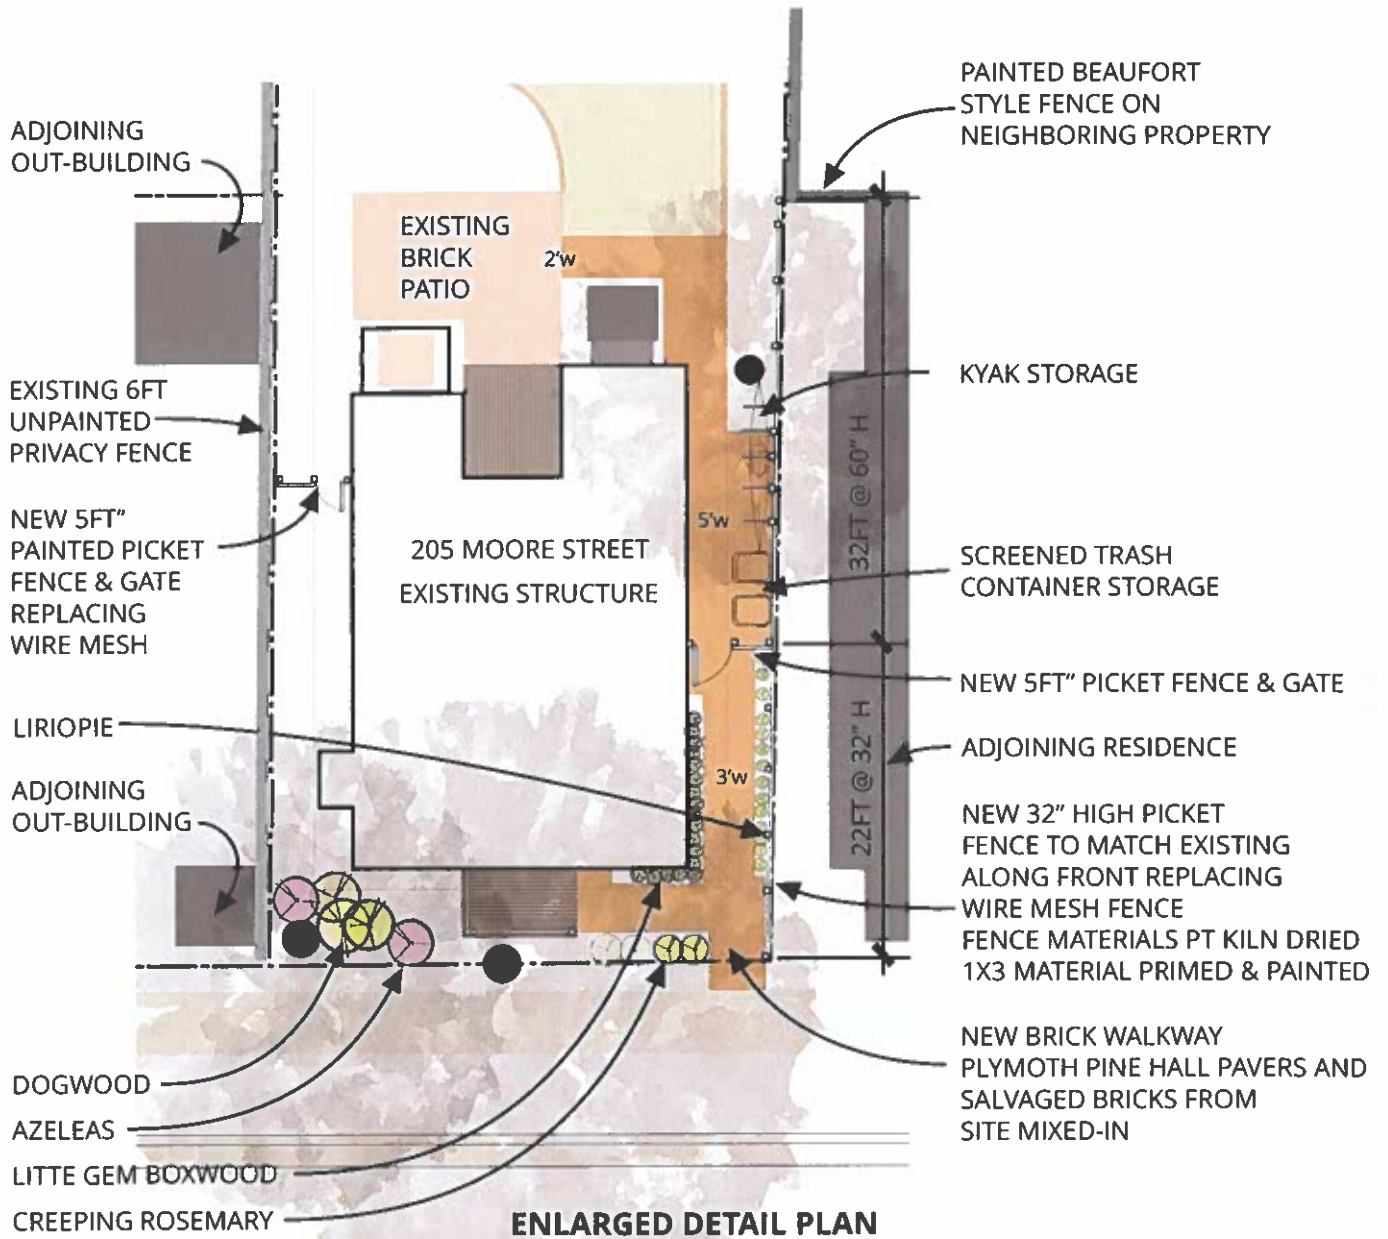 ADJOINING
OUT-BUILDING
EXISTING 6FT
UNPAINTED
PRIVACY FENCE
NEW 5FT"
PAINTED PICKET
FENCE & GATE
REPLACING
WIRE MESH
LIRIOPIE
ADJOINING
OUT-BUILDING
DOGWOOD
AZELEAS
LITTE GEM BOXWOOD
CREEPING ROSEMARY
EXISTING
BRICK
PATIO
2'w
205 MOORE STREET
EXISTING STRUCTURE
5'w
3'w
32FT @ 60" H
22FT @ 32" H
PAINTED BEAUFORT
STYLE FENCE ON
NEIGHBORING PROPERTY
KYAK STORAGE
SCREENED TRASH
CONTAINER STORAGE
NEW 5FT" PICKET FENCE & GATE
ADJOINING RESIDENCE
NEW 32" HIGH PICKET
FENCE TO MATCH EXISTING
ALONG FRONT REPLACING
WIRE MESH FENCE
FENCE MATERIALS PT KILN DRIED
1X3 MATERIAL PRIMED & PAINTED
NEW BRICK WALKWAY
PLYMOTH PINE HALL PAVERS AND
SALVAGED BRICKS FROM
SITE MIXED-IN
ENLARGED DETAIL PLAN